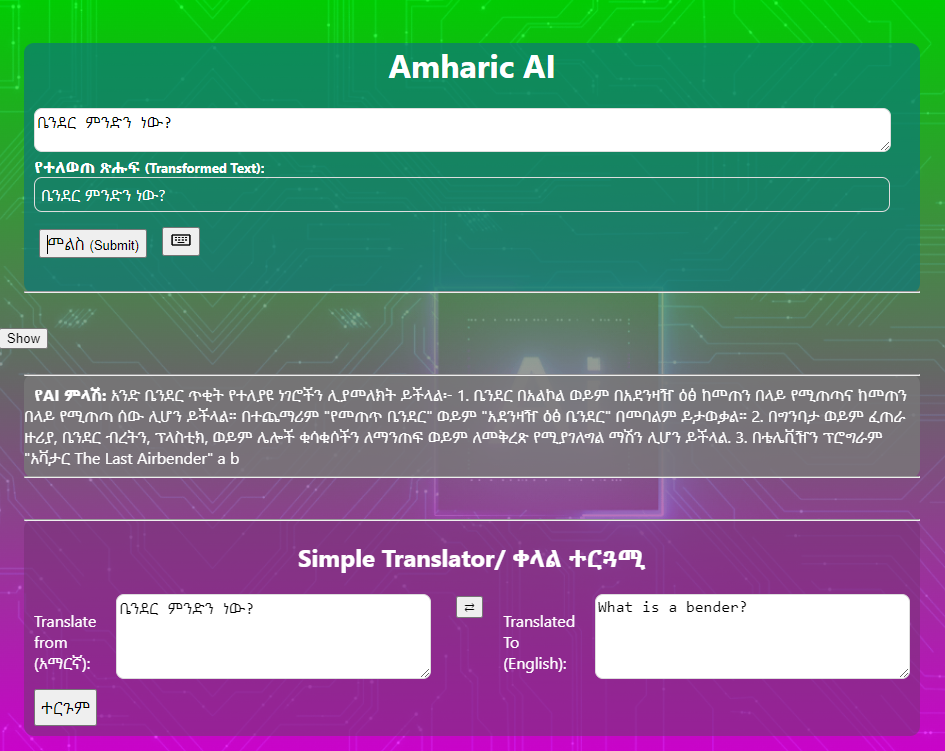 Amharic AI
ቤንደር ምንድን ነው?
የተለወጠ ጽሑፍ (Transformed Text):
ቤንደር ምንድን ነው?
መልስ (Submit)
Show
Ai
የAI ምላሽ: አንድ ቤንደር ጥቂት የተለያዩ ነገሮችን ሊያመለክት ይችላል፦ 1. ቤንደር በአልኮል ወይም በአደንዛዥ ዕፅ ከመጠን በላይ የሚጠጣና ከመጠን
በላይ የሚጠጣ ሰው ሊሆን ይችላል። በተጨማሪም "የመጠጥ ቤንደር" ወይም "አደንዛዥ ዕፅ ቤንደር" በመባልም ይታወቃል። 2. በግንባታ ወይም ፈጠራ
ዙሪያ, ቤንደር ብረትን, ፕላስቲክ, ወይም ሌሎች ቁሳቁሶችን ለማንጠፍ ወይም ለመቅረጽ የሚያገለግል ማሽን ሊሆን ይችላል. 3. በቴሌቪዥን ፕሮግራም
"አቫታር The Last Airbender" a b
Simple Translator/ ቀላል ተርጓሚ
Translate
from
(አማርኛ):
ቤንደር ምንድን ነው?
⇄
Translated
To
(English):
What is a bender?
ተርጉም